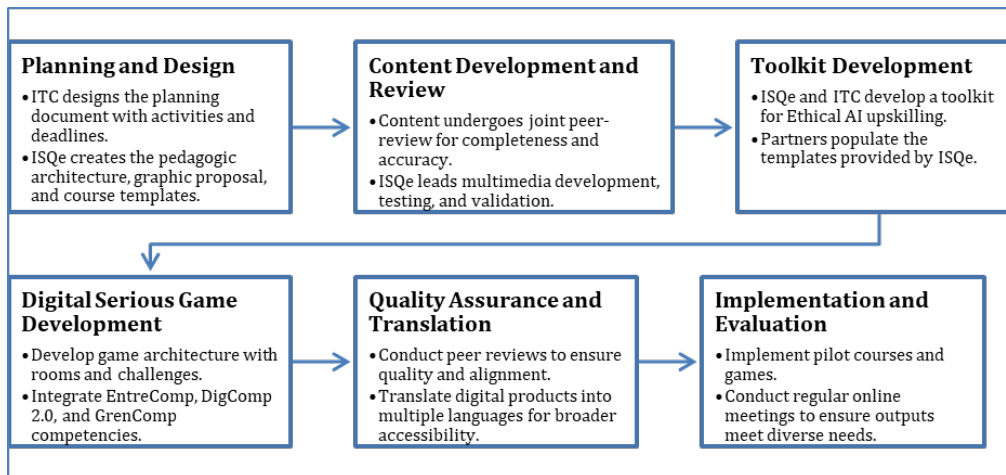 Planning and Design
• ITC designs the planning
document with activities and
deadlines.
• ISQe creates the pedagogic
architecture, graphic proposal,
and course templates.
Content Development and
Review
• Content undergoes joint peer-
review for completeness and
accuracy.
• ISQe leads multimedia development,
testing, and validation.
Toolkit Development
• ISQe and ITC develop a toolkit
for Ethical AI upskilling.
• Partners populate the
templates provided by ISQe.
Digital Serious Game
Development
• Develop game architecture with
rooms and challenges.
• Integrate EntreComp, DigComp
2.0, and GrenComp
competencies.
Quality Assurance and
Translation
• Conduct peer reviews to ensure
quality and alignment.
• Translate digital products into
multiple languages for broader
accessibility.
Implementation and
Evaluation
• Implement pilot courses and
games.
• Conduct regular online
meetings to ensure outputs
meet diverse needs.